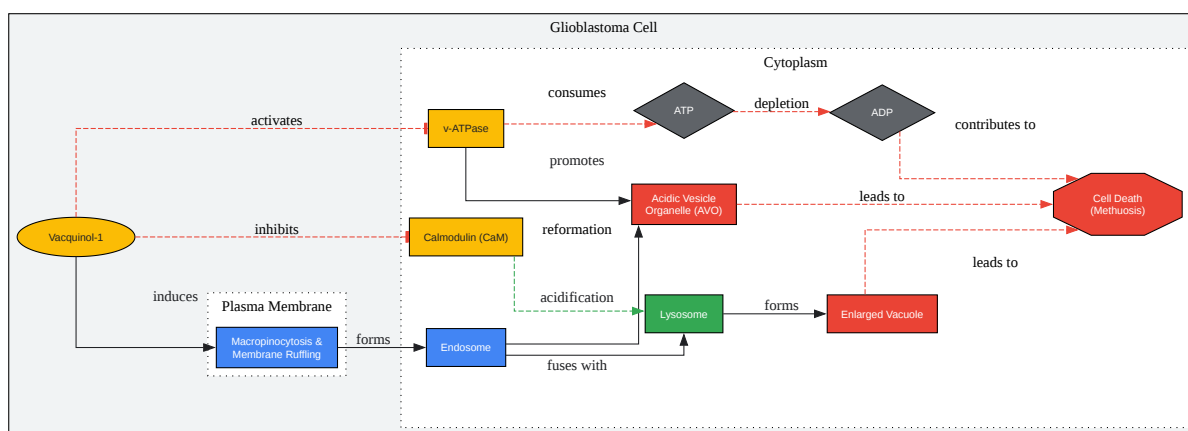 Glioblastoma Cell
Cytoplasm
consumes
ATP
depletion
ADP
contributes to
activates
v-ATPase
promotes
Acidic Vesicle
Organelle (AVO)
leads to
Cell Death
(Methuosis)
Vacquinol-1
inhibits
Calmodulin (CaM)
reformation
leads to
induces
Plasma Membrane
acidification
Lysosome
forms
Enlarged Vacuole
Macropinocytosis &
Membrane Ruffling
forms
Endosome
fuses with